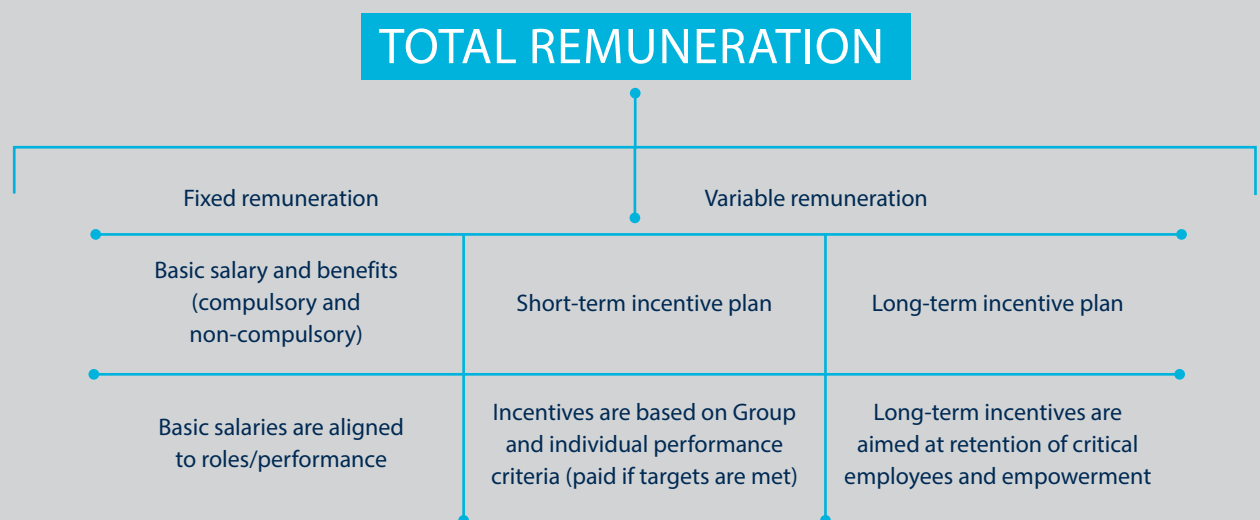 TOTAL REMUNERATION
Fixed remuneration
Variable remuneration
Basic salary and benefits
(compulsory and
non-compulsory)
Short-term incentive plan
Long-term incentive plan
Basic salaries are aligned
to roles/performance
Incentives are based on Group
and individual performance
criteria (paid if targets are met)
Long-term incentives are
aimed at retention of critical
employees and empowerment